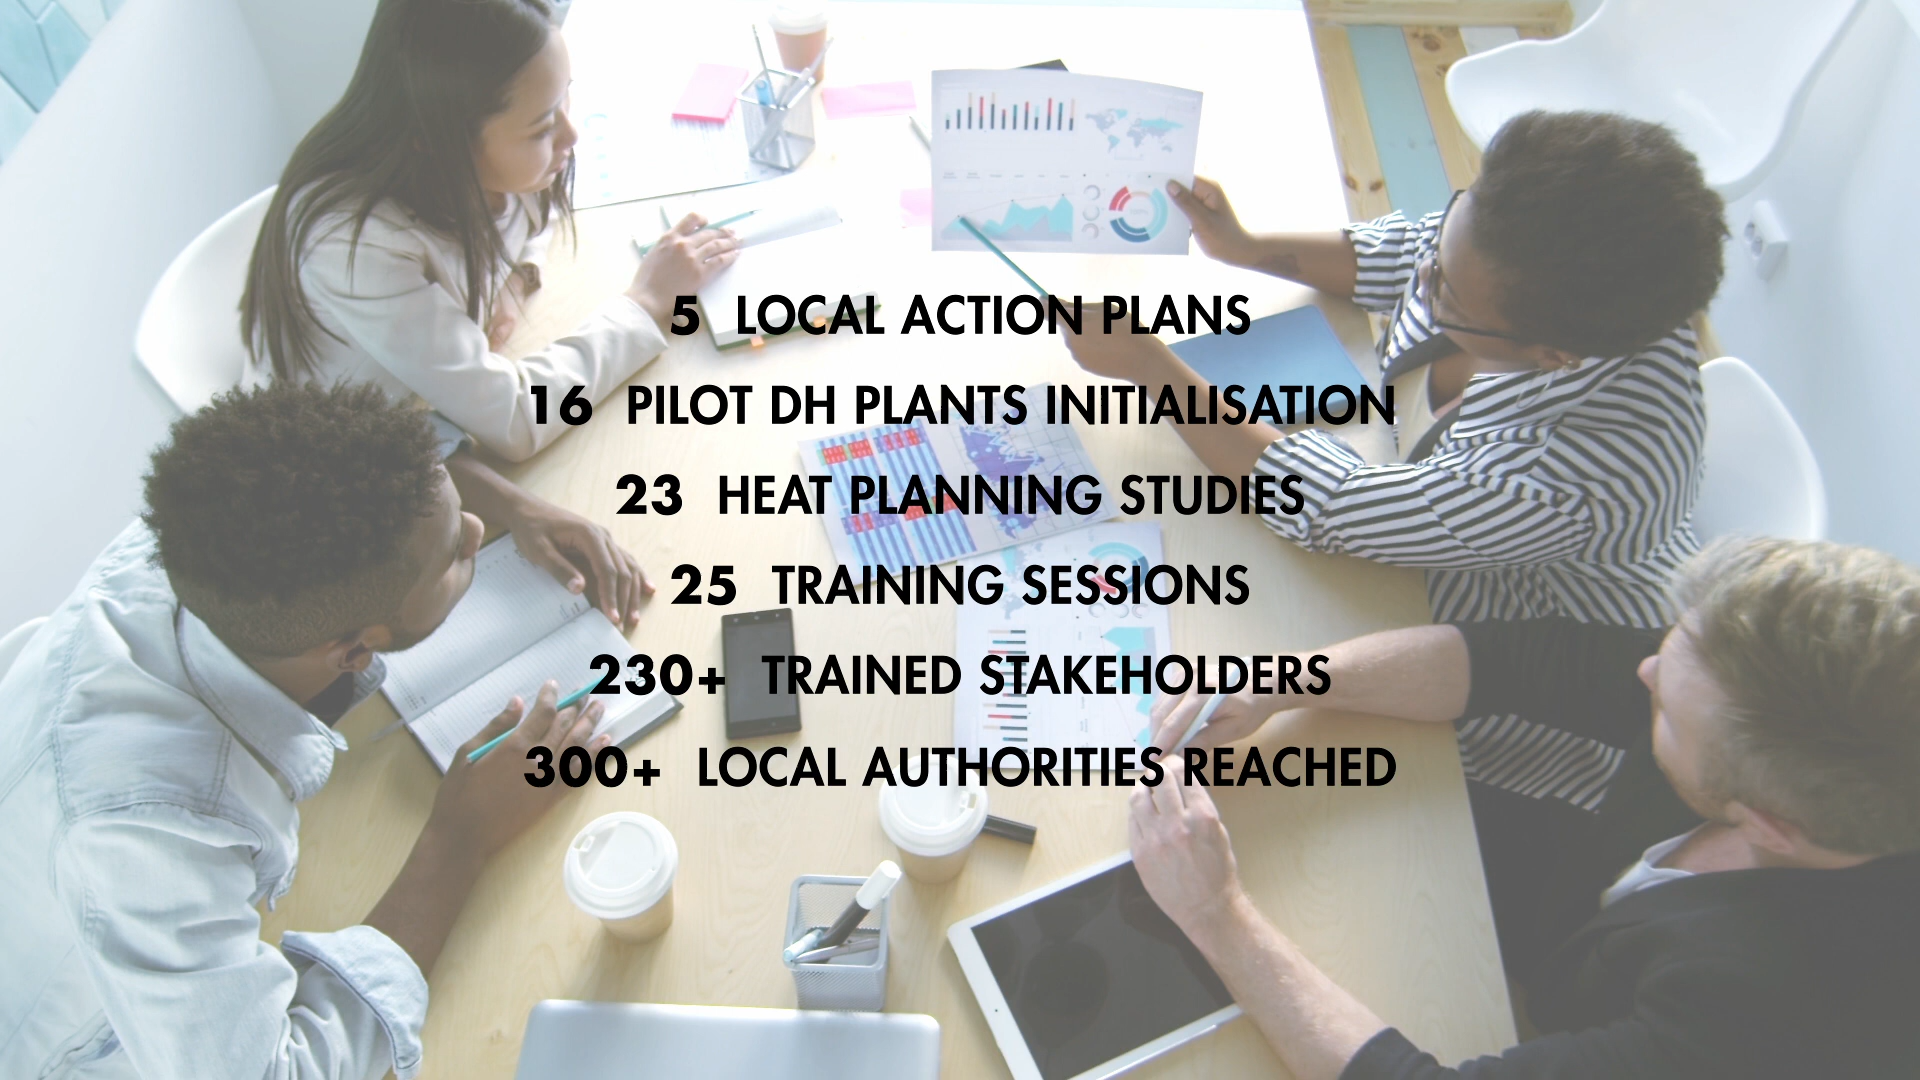 5 LOCAL ACTION PLANS
16 PILOT DH PLANTS INITIALISATION
23 HEAT PLANNING STUDIES
25 TRAINING SESSIONS
230+ TRAINED STAKEHOLDERS
300+ LOCAL AUTHORITIES REACHED